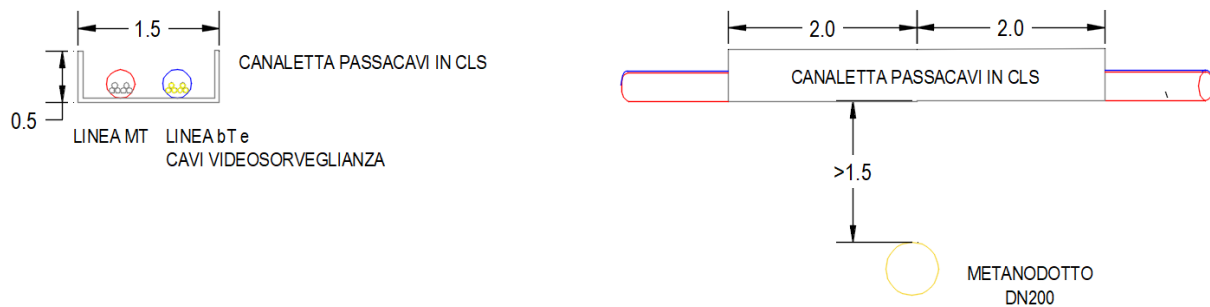 1.5
CANALETTA PASSACAVI IN CLS
0.5
LINEA MT
LINEA bT e
CAVI VIDEOSORVEGLIANZA
2.0
2.0
CANALETTA PASSACAVI IN CLS
>1.5
METANODOTTO
DN200